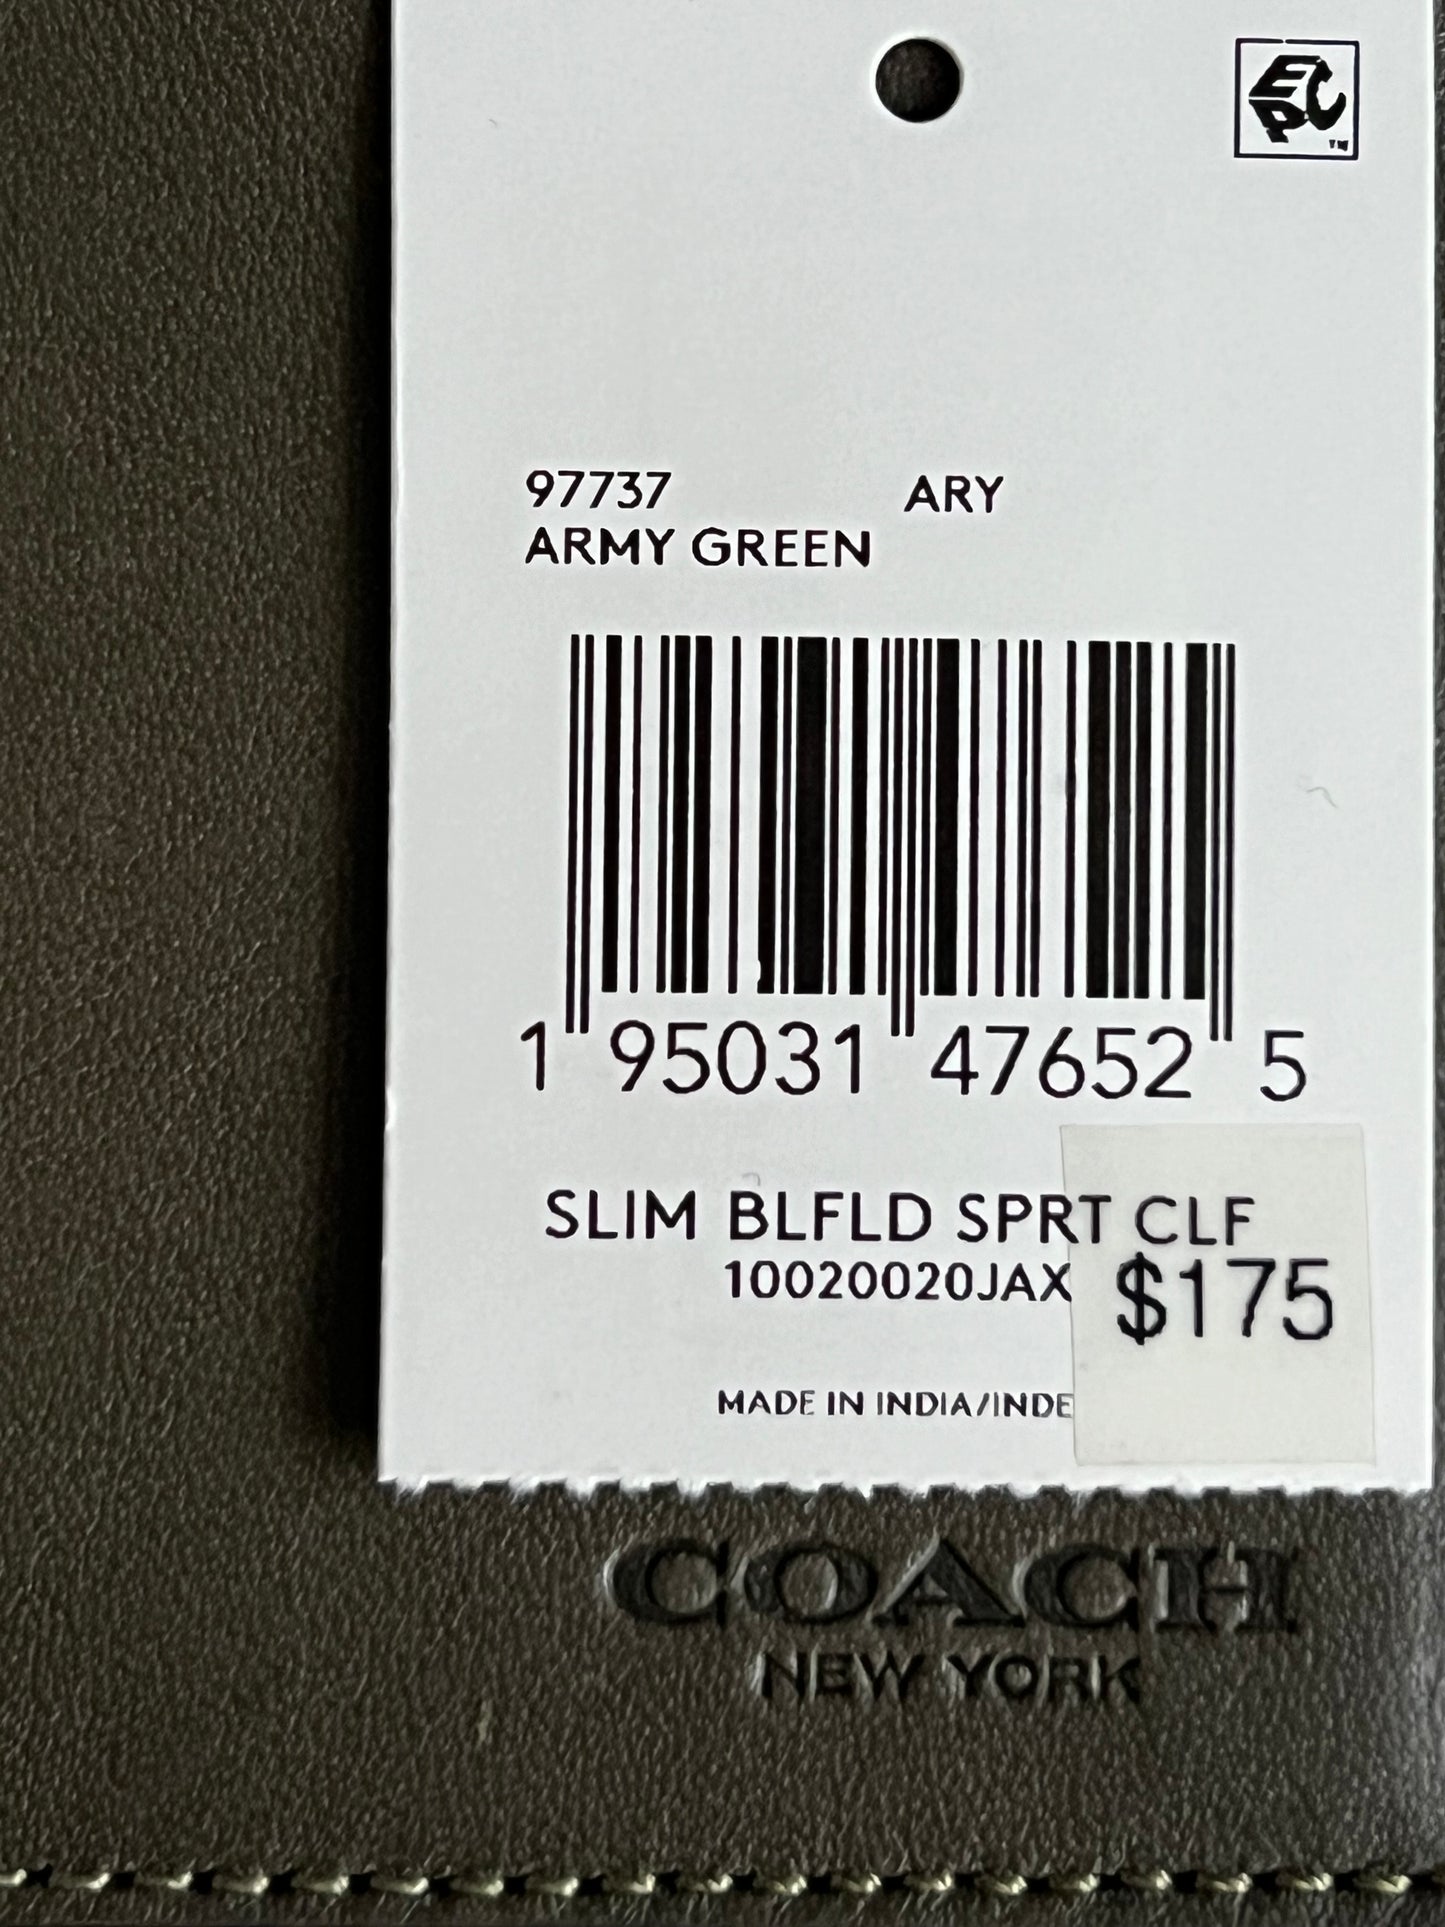 EPC™
97737 ARY
ARMY GREEN
1 95031 47652 5
SLIM BLFLD SPRT CLF
10020020JAX
$175
MADE IN INDIA/INDE
COACH
NEW YORK